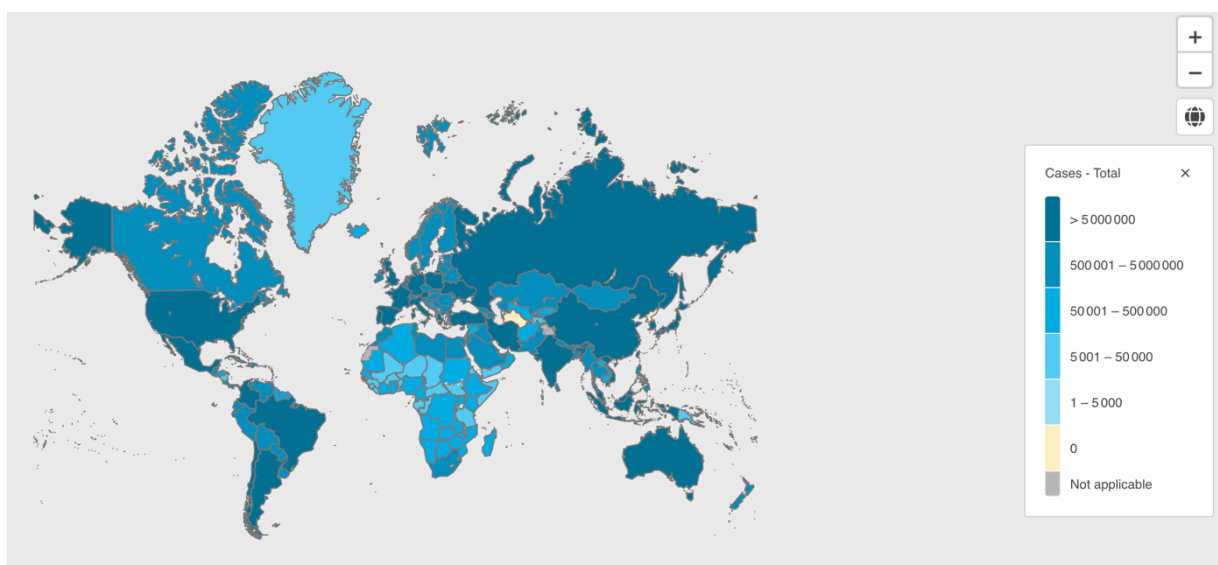 +
−
Cases - Total ×
> 5 000 000
500 001 – 5 000 000
50 001 – 500 000
5 001 – 50 000
1 – 5 000
0
Not applicable